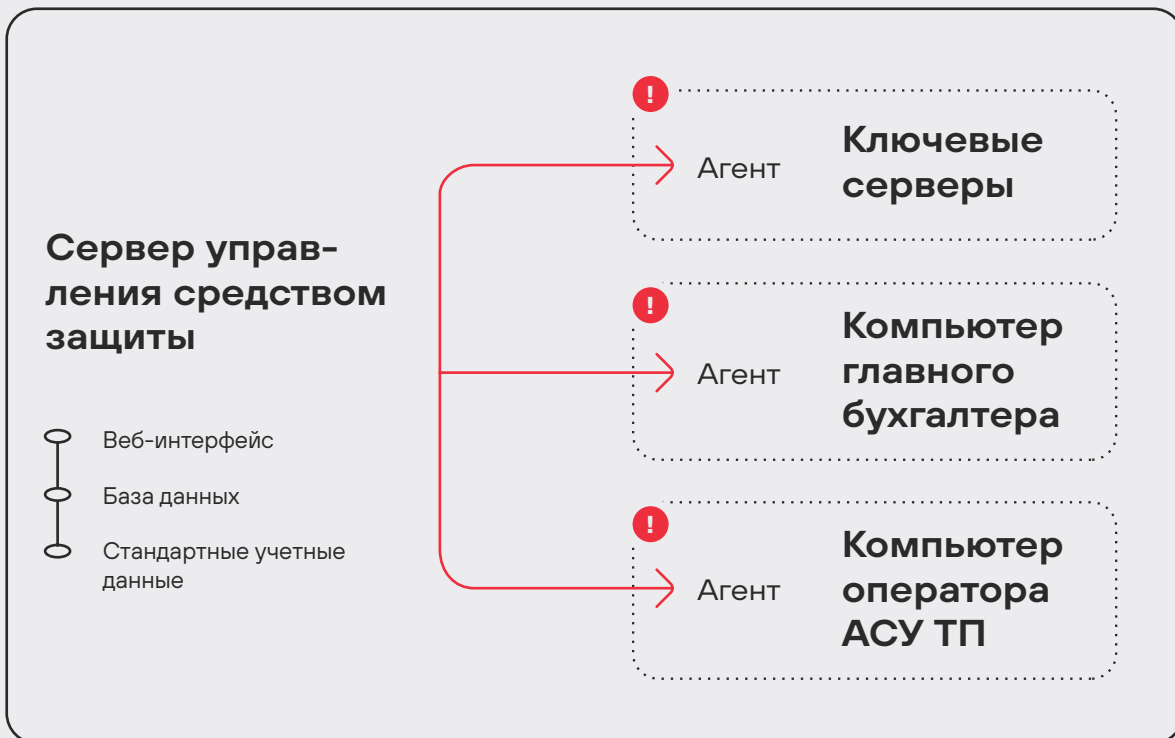 Сервер управ-
ления средством
защиты
Веб-интерфейс
База данных
Стандартные учетные
данные
!
Агент
Ключевые
серверы
!
Агент
Компьютер
главного
бухгалтера
!
Агент
Компьютер
оператора
АСУ ТП